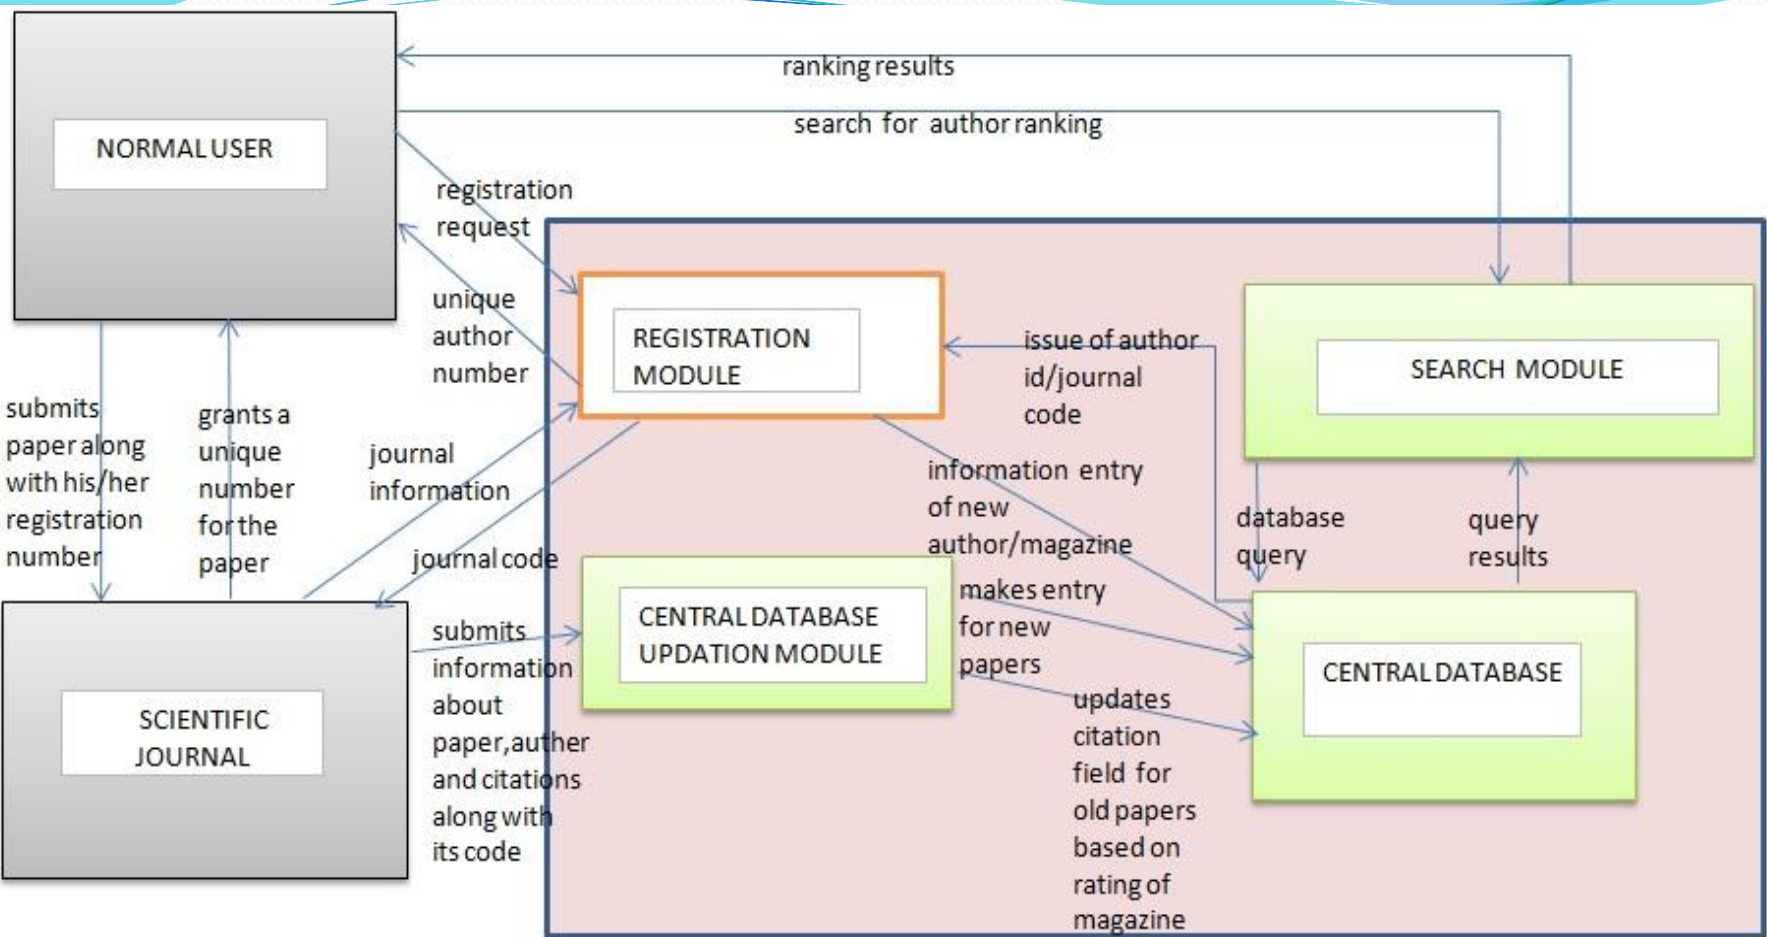 ranking results
search for author ranking
NORMAL USER
registration
request
unique
author
number
REGISTRATION
MODULE
issue of author
id/journal
code
SEARCH MODULE
submits
paper along
with his/her
registration
number
grants a
unique
number
for the
paper
journal
information
journal code
information entry
of new
author/magazine
database
query
query
results
CENTRAL DATABASE
UPDATION MODULE
makes entry
for new
papers
CENTRAL DATABASE
SCIENTIFIC
JOURNAL
submits
information
about
paper,auther
and citations
along with
its code
updates
citation
field for
old papers
based on
rating of
magazine